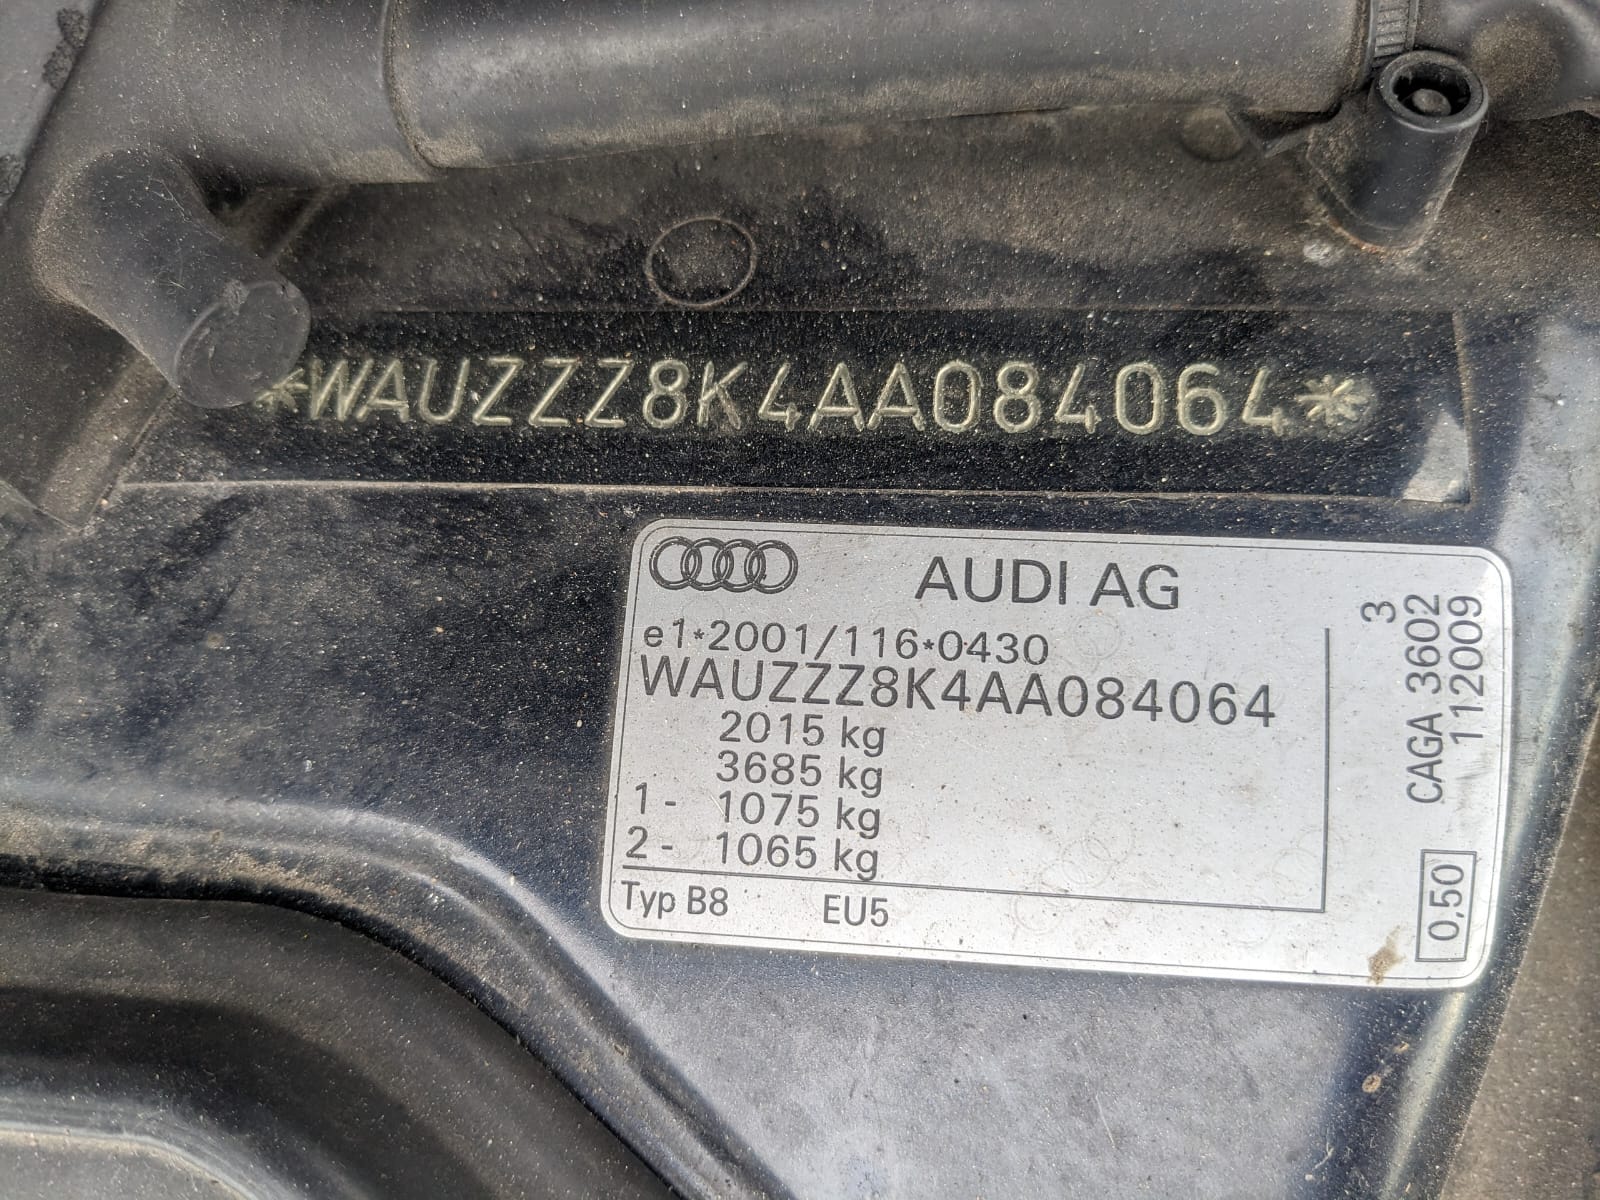 *WAUZZZ8K4AA084064*
AUDI AG
e1*2001/116*0430
WAUZZZ8K4AA084064
2015 kg
3685 kg
1- 1075 kg
2- 1065 kg
Typ B8 EU5
3
CAGA 3602
112009
0,50